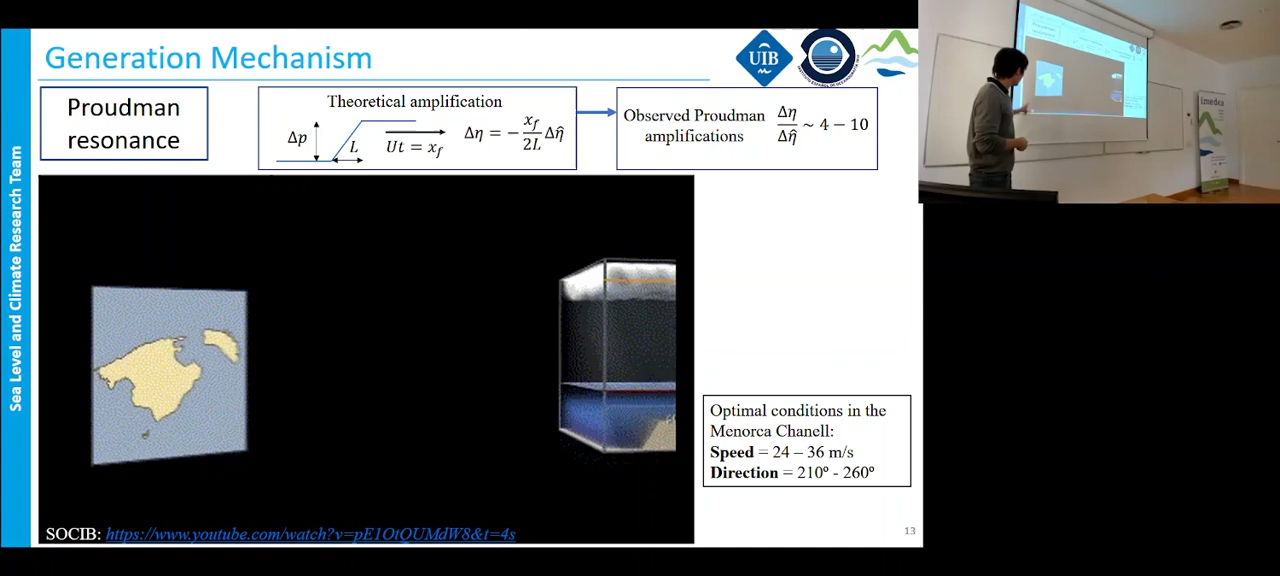 Generation Mechanism
UIB
Sea Level and Climate Research Team
Proudman
resonance
Theoretical amplification
Δp
L
Ut = x_f
Δη = − x_f/2L Δη̂
Observed Proudman
amplifications
Δη/Δη̂ ~ 4 − 10
imedea
Optimal conditions in the
Menorca Chanell:
Speed = 24 – 36 m/s
Direction = 210º - 260º
SOCIB: https://www.youtube.com/watch?v=pE1OtQUMdW8&t=4s
13